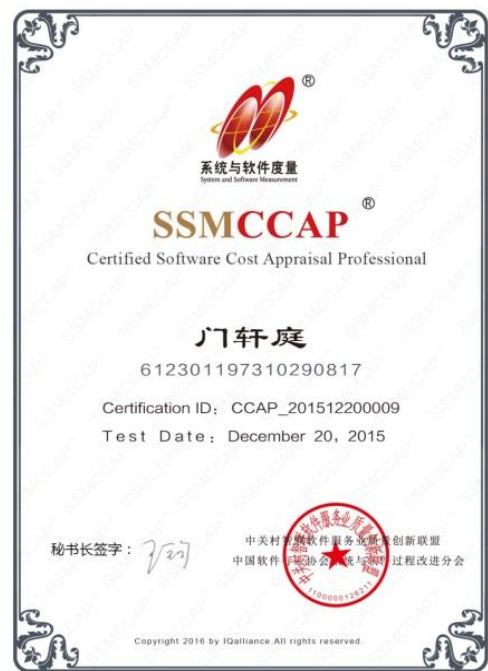 ®
系统与软件度量
System and Software Measurement
SSMCCAP ®
Certified Software Cost Appraisal Professional
门轩庭
612301197310290817
Certification ID: CCAP_201512200009
Test Date: December 20, 2015
秘书长签字：
中关村智联软件服务业质量创新联盟
中国软件行业协会系统与软件过程改进分会
1100000128211
Copyright 2016 by IQalliance.All rights reserved.